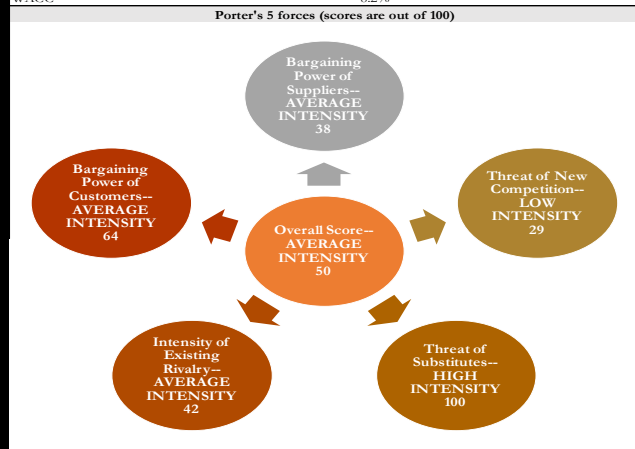 Porter's 5 forces (scores are out of 100)
Bargaining
Power of
Suppliers--
AVERAGE
INTENSITY
38
Bargaining
Power of
Customers--
AVERAGE
INTENSITY
64
Threat of New
Competition--
LOW
INTENSITY
29
Overall Score--
AVERAGE
INTENSITY
50
Intensity of
Existing
Rivalry--
AVERAGE
INTENSITY
42
Threat of
Substitutes--
HIGH
INTENSITY
100